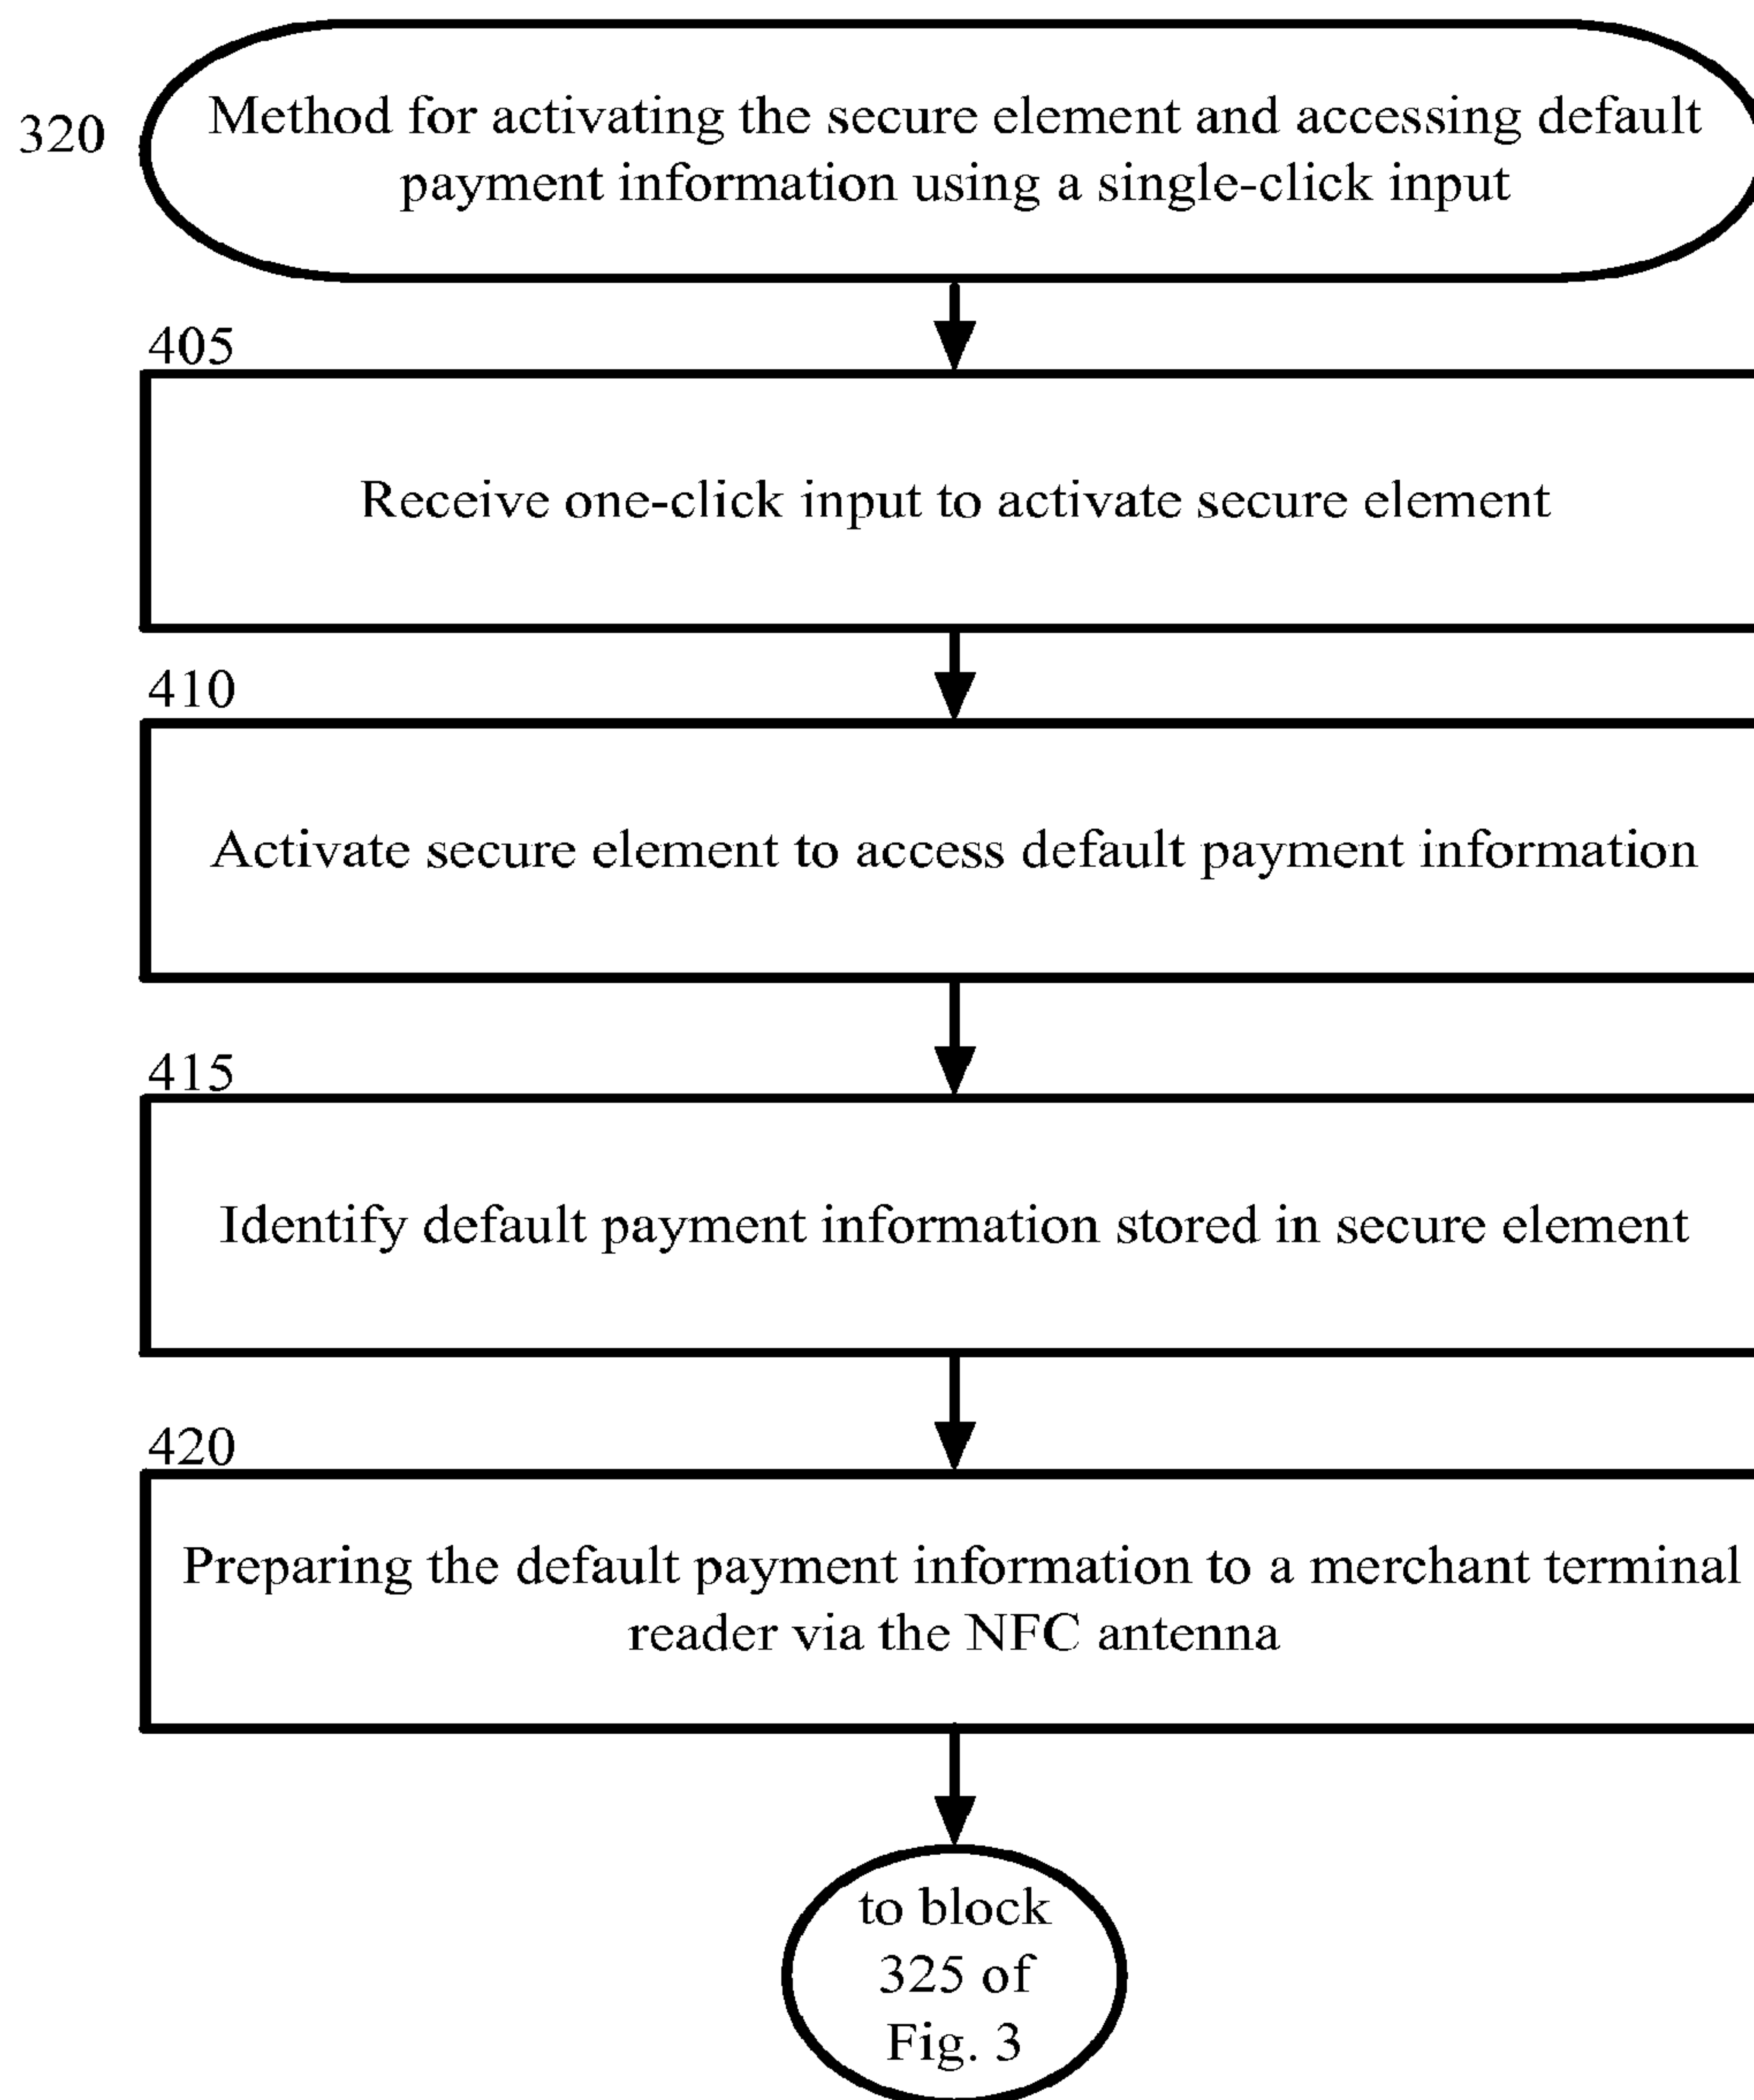 320
Method for activating the secure element and accessing default
payment information using a single-click input
405
Receive one-click input to activate secure element
410
Activate secure element to access default payment information
415
Identify default payment information stored in secure element
420
Preparing the default payment information to a merchant terminal
reader via the NFC antenna
to block
325 of
Fig. 3